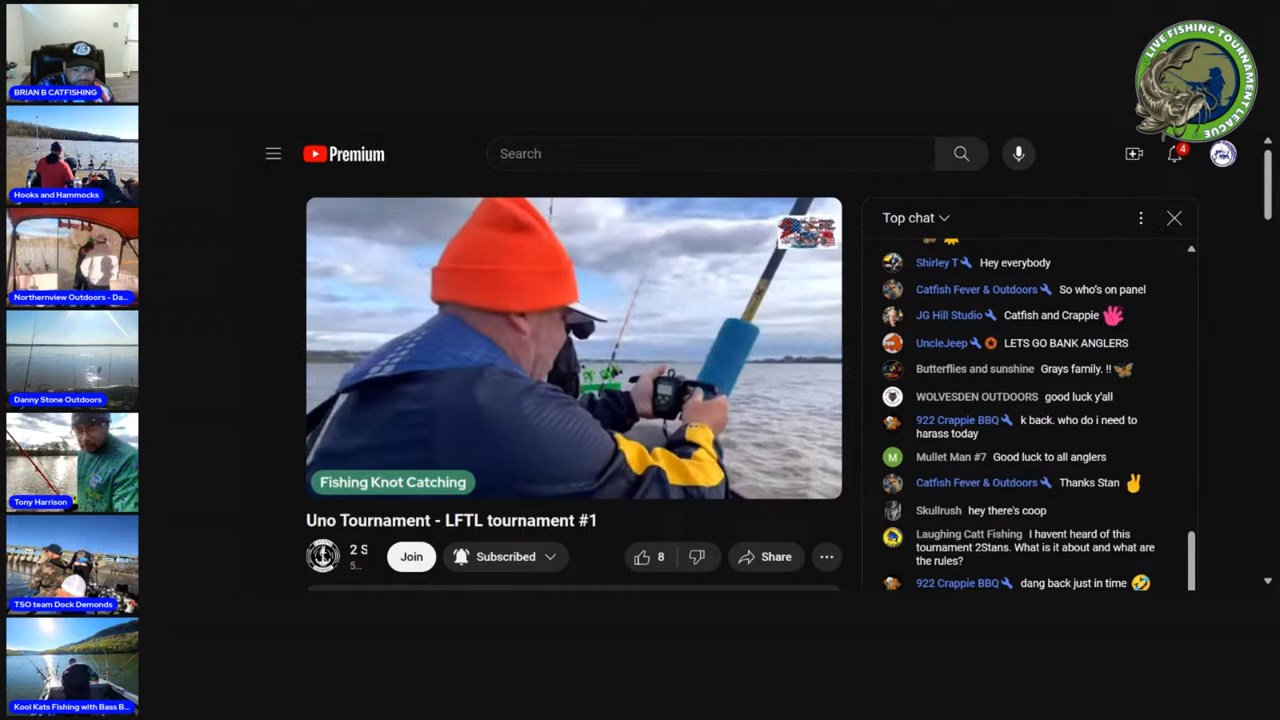 BRIAN B CATFISHING
Hooks and Hammocks
Northernview Outdoors - Da...
Danny Stone Outdoors
Tony Harrison
TSO team Dock Demonds
Kool Kats Fishing with Bass B...
LIVE FISHING TOURNAMENT LEAGUE
Premium
Search
4
Fishing Knot Catching
Uno Tournament - LFTL tournament #1
2 S
5...
Join
Subscribed
8
Share
Top chat
Shirley T Hey everybody
Catfish Fever & Outdoors So who's on panel
JG Hill Studio Catfish and Crappie
UncleJeep LETS GO BANK ANGLERS
Butterflies and sunshine Grays family. !!
WOLVESDEN OUTDOORS good luck y'all
922 Crappie BBQ k back. who do i need to
harass today
M
Mullet Man #7 Good luck to all anglers
Catfish Fever & Outdoors Thanks Stan
Skullrush hey there's coop
Laughing Catt Fishing I havent heard of this
tournament 2Stans. What is it about and what are
the rules?
922 Crappie BBQ dang back just in time